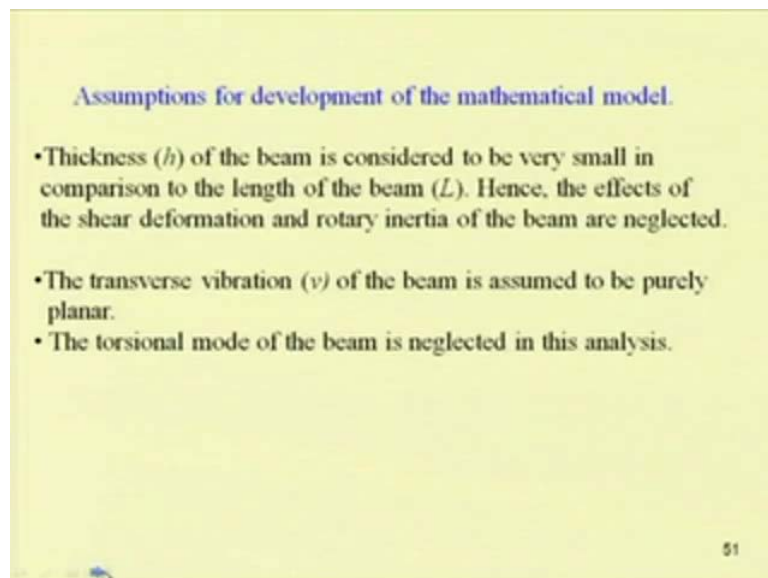 Assumptions for development of the mathematical model.
•Thickness (h) of the beam is considered to be very small in
comparison to the length of the beam (L). Hence, the effects of
the shear deformation and rotary inertia of the beam are neglected.
•The transverse vibration (v) of the beam is assumed to be purely
planar.
• The torsional mode of the beam is neglected in this analysis.
51